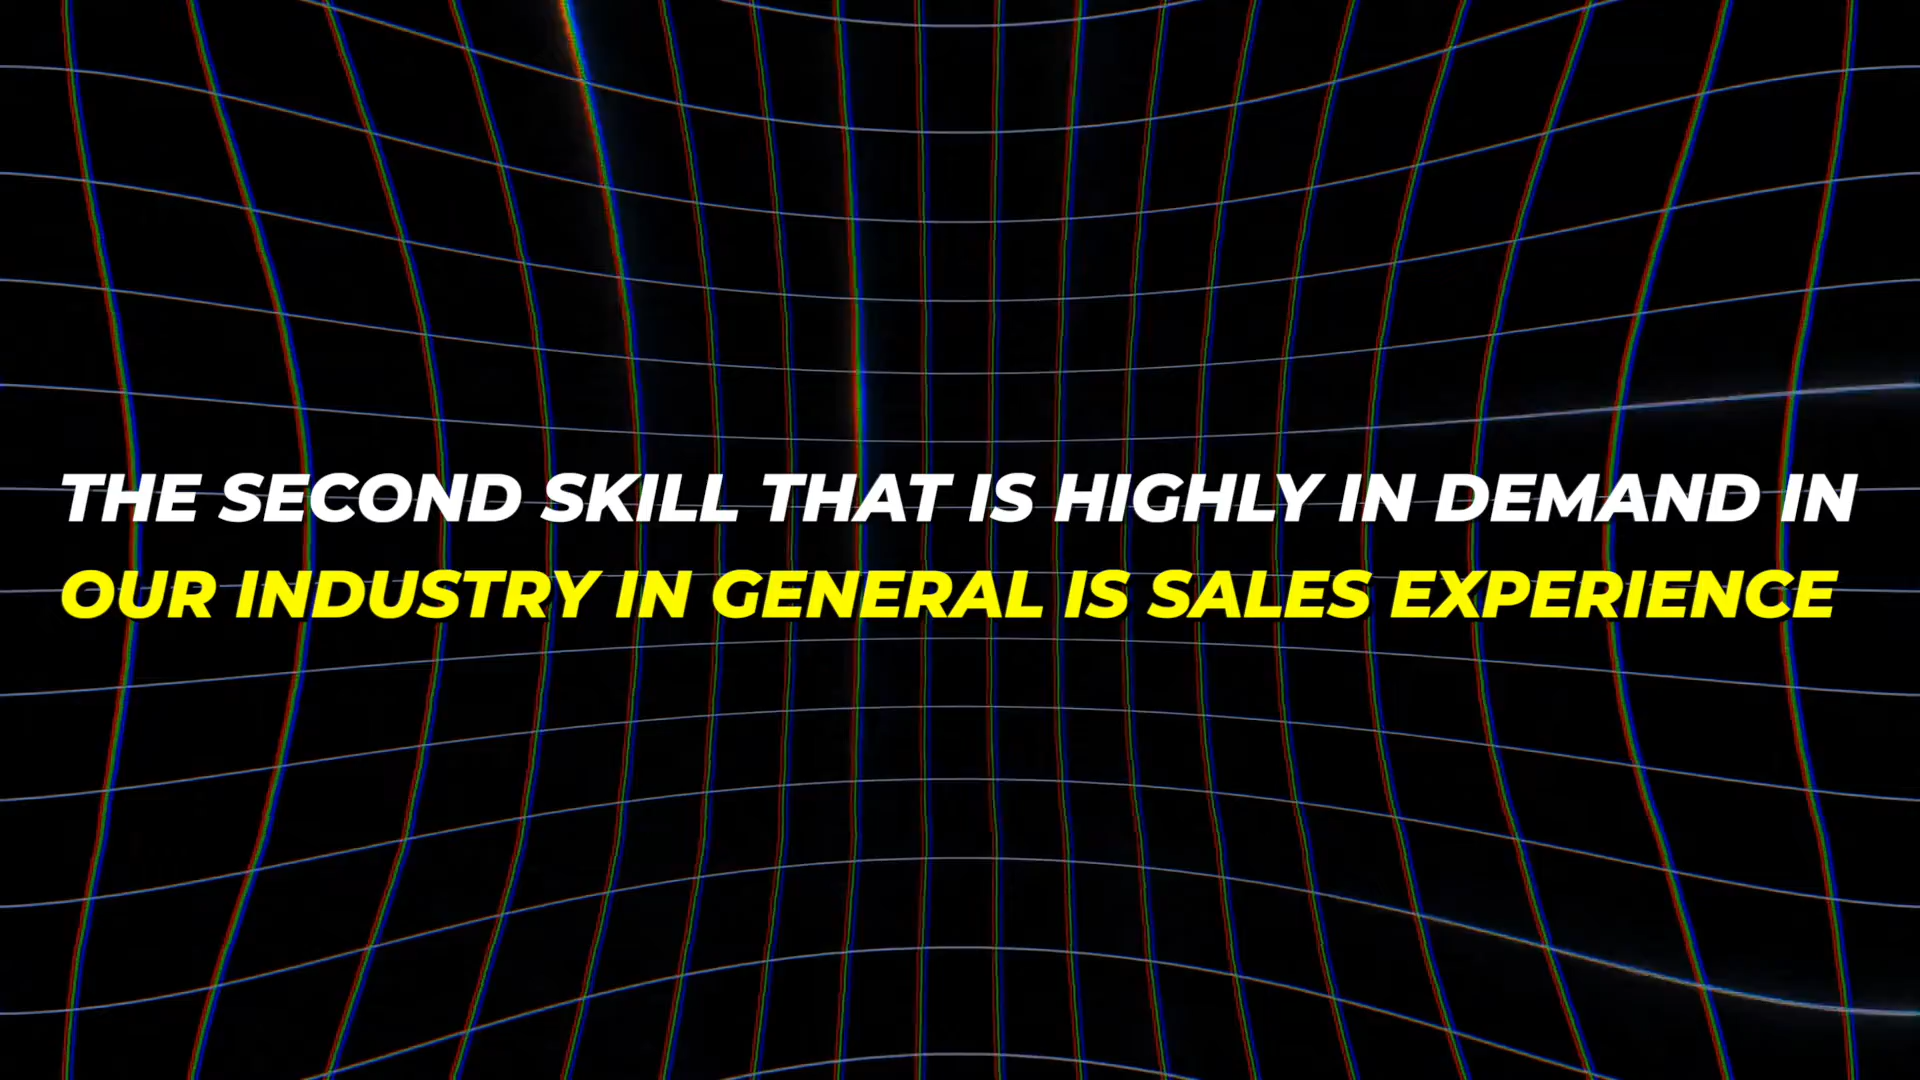 THE SECOND SKILL THAT IS HIGHLY IN DEMAND IN
OUR INDUSTRY IN GENERAL IS SALES EXPERIENCE